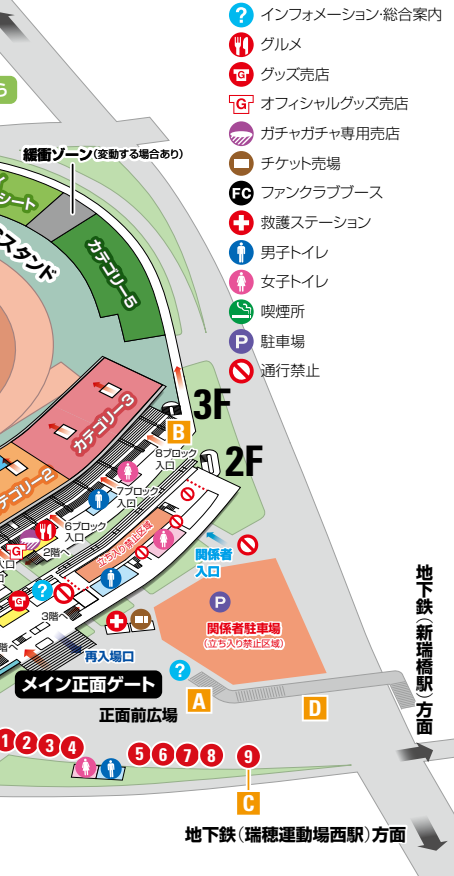 インフォメーション・総合案内
グルメ
グッズ売店
オフィシャルグッズ売店
ガチャガチャ専用売店
チケット売場
FC ファンクラブブース
救護ステーション
男子トイレ
女子トイレ
喫煙所
P 駐車場
通行禁止
ら
緩衝ゾーン(変動する場合あり)
シート
スタンド
カテゴリー5
カテゴリー3
カテゴリー2
3F
B
2F
8ブロック
入口
7ブロック
入口
6ブロック
入口
2階へ
立ち入り禁止区域
関係者
入口
3階へ
階へ
再入場口
P
関係者駐車場
(立ち入り禁止区域)
メイン正面ゲート
正面前広場
A
D
地下鉄(新瑞橋駅)方面
1 2 3 4
5 6 7 8 9
C
地下鉄(瑞穂運動場西駅)方面